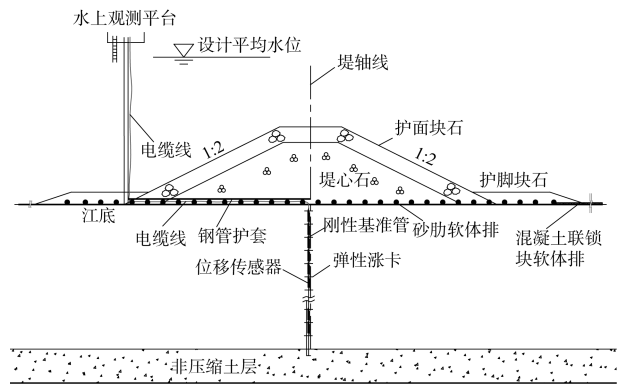 水上观测平台
设计平均水位
堤轴线
护面块石
电缆线
1:2
1:2
堤心石
护脚块石
江底
电缆线
钢管护套
刚性基准管
砂肋软体排
混凝土联锁
块软体排
位移传感器
弹性涨卡
非压缩土层